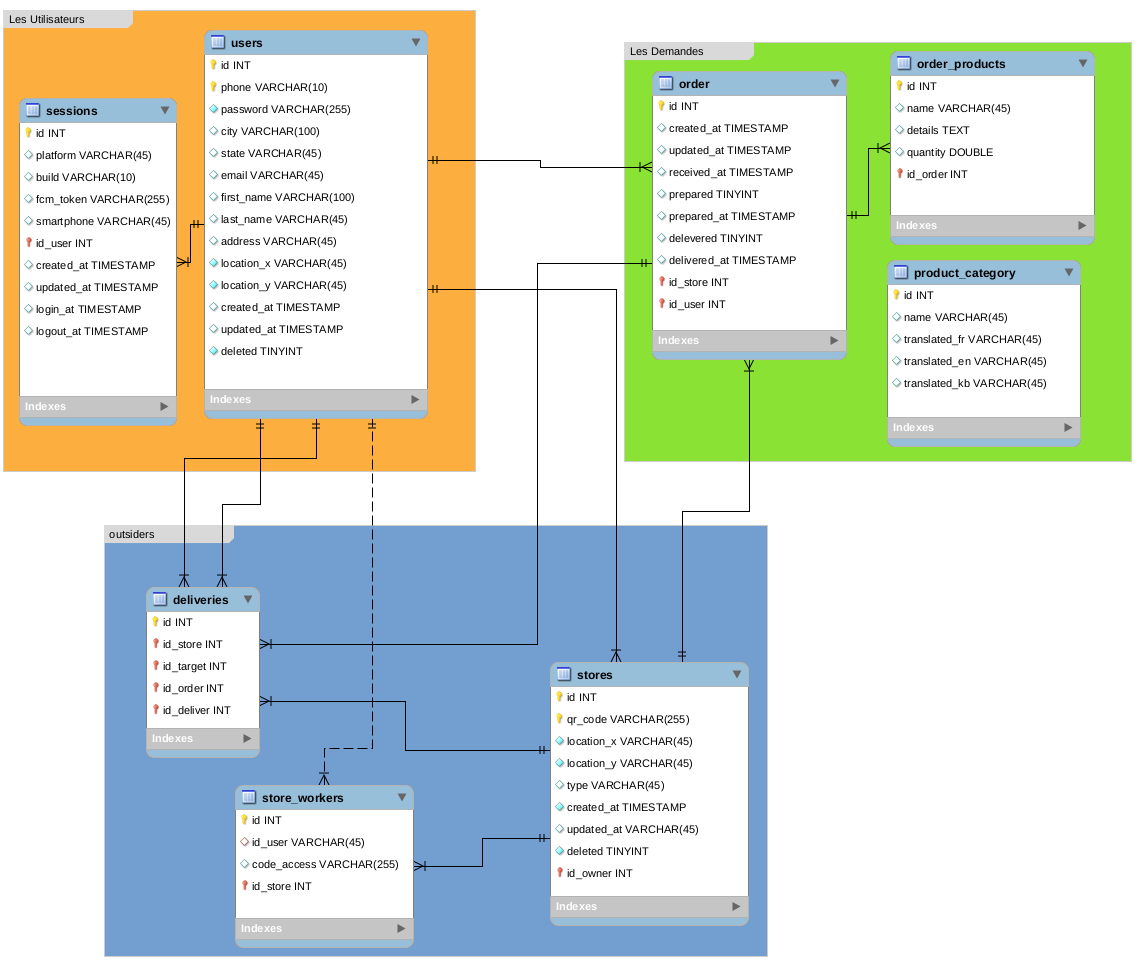 Les Utilisateurs
users
id INT
phone VARCHAR(10)
password VARCHAR(255)
city VARCHAR(100)
state VARCHAR(45)
email VARCHAR(45)
first_name VARCHAR(100)
last_name VARCHAR(45)
address VARCHAR(45)
location_x VARCHAR(45)
location_y VARCHAR(45)
created_at TIMESTAMP
updated_at TIMESTAMP
deleted TINYINT
Indexes
sessions
id INT
platform VARCHAR(45)
build VARCHAR(10)
fcm_token VARCHAR(255)
smartphone VARCHAR(45)
id_user INT
created_at TIMESTAMP
updated_at TIMESTAMP
login_at TIMESTAMP
logout_at TIMESTAMP
Indexes
Les Demandes
order
id INT
created_at TIMESTAMP
updated_at TIMESTAMP
received_at TIMESTAMP
prepared TINYINT
prepared_at TIMESTAMP
delevered TINYINT
delivered_at TIMESTAMP
id_store INT
id_user INT
Indexes
order_products
id INT
name VARCHAR(45)
details TEXT
quantity DOUBLE
id_order INT
Indexes
product_category
id INT
name VARCHAR(45)
translated_fr VARCHAR(45)
translated_en VARCHAR(45)
translated_kb VARCHAR(45)
Indexes
outsiders
deliveries
id INT
id_store INT
id_target INT
id_order INT
id_deliver INT
Indexes
store_workers
id INT
id_user VARCHAR(45)
code_access VARCHAR(255)
id_store INT
Indexes
stores
id INT
qr_code VARCHAR(255)
location_x VARCHAR(45)
location_y VARCHAR(45)
type VARCHAR(45)
created_at TIMESTAMP
updated_at VARCHAR(45)
deleted TINYINT
id_owner INT
Indexes